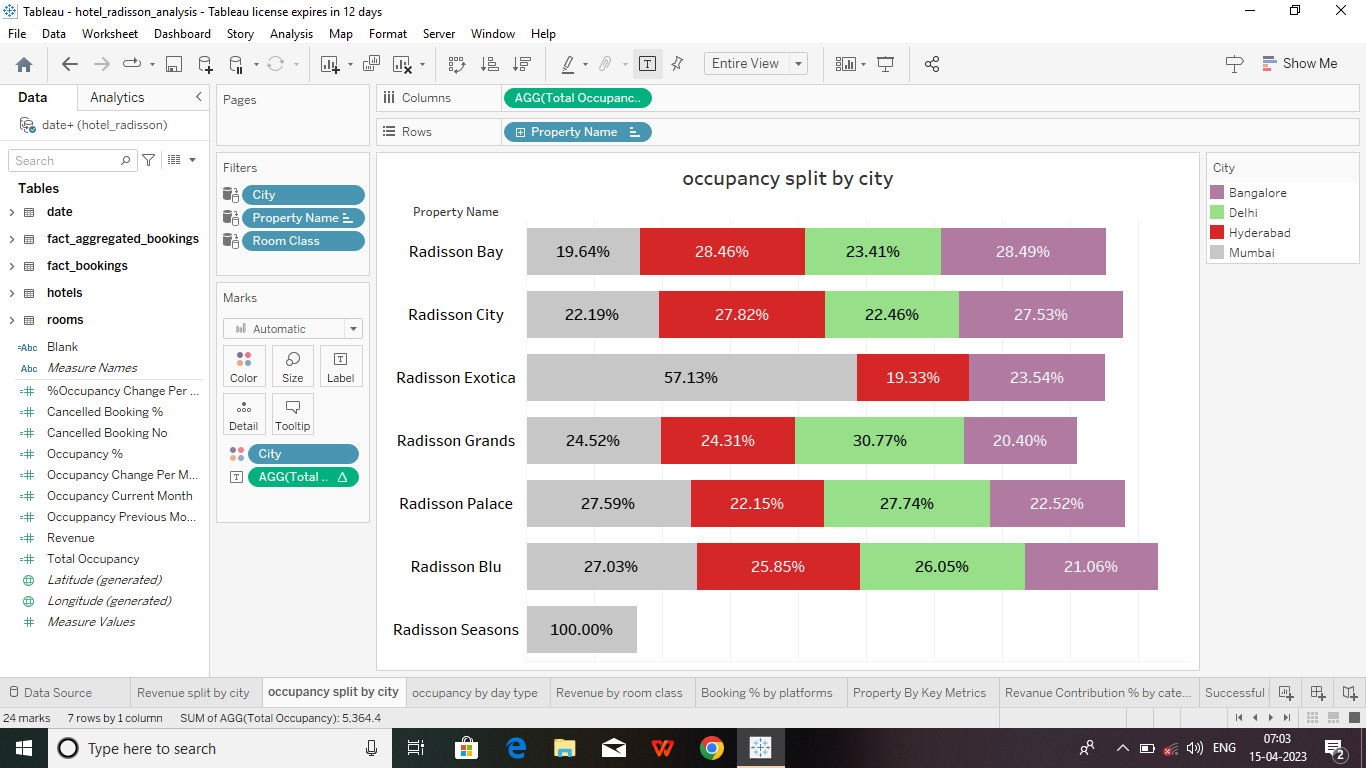 Tableau - hotel_radisson_analysis - Tableau license expires in 12 days
File Data Worksheet Dashboard Story Analysis Map Format Server Window Help
Entire View
Show Me
Data Analytics
date+ (hotel_radisson)
Search
Tables
date
fact_aggregated_bookings
fact_bookings
hotels
rooms
=Abc Blank
Abc Measure Names
%Occupancy Change Per ...
Cancelled Booking %
Cancelled Booking No
Occupancy %
Occupancy Change Per M...
Occupancy Current Month
Occuppancy Previous Mo...
Revenue
Total Occupancy
Latitude (generated)
Longitude (generated)
Measure Values
Pages
Filters
City
Property Name
Room Class
Marks
Automatic
Color Size Label
Detail Tooltip
City
AGG(Total .. Δ
Columns AGG(Total Occupanc..
Rows Property Name
occupancy split by city
Property Name
Radisson Bay 19.64% 28.46% 23.41% 28.49%
Radisson City 22.19% 27.82% 22.46% 27.53%
Radisson Exotica 57.13% 19.33% 23.54%
Radisson Grands 24.52% 24.31% 30.77% 20.40%
Radisson Palace 27.59% 22.15% 27.74% 22.52%
Radisson Blu 27.03% 25.85% 26.05% 21.06%
Radisson Seasons 100.00%
City
Bangalore
Delhi
Hyderabad
Mumbai
Data Source Revenue split by city occupancy split by city occupancy by day type Revenue by room class Booking % by platforms Property By Key Metrics Revanue Contribution % by cate... Successful
24 marks 7 rows by 1 column SUM of AGG(Total Occupancy): 5,364.4
Type here to search
ENG
07:03
15-04-2023
2